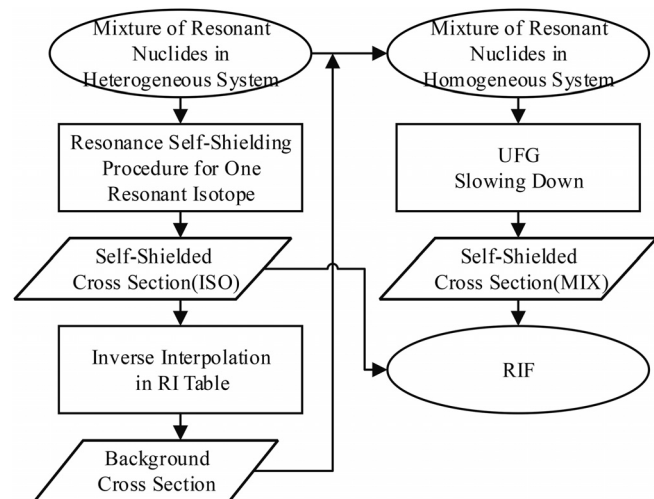 Mixture of Resonant
Nuclides in
Heterogeneous System
Resonance Self-Shielding
Procedure for One
Resonant Isotope
Self-Shielded
Cross Section(ISO)
Inverse Interpolation
in RI Table
Background
Cross Section
Mixture of Resonant
Nuclides in
Homogeneous System
UFG
Slowing Down
Self-Shielded
Cross Section(MIX)
RIF